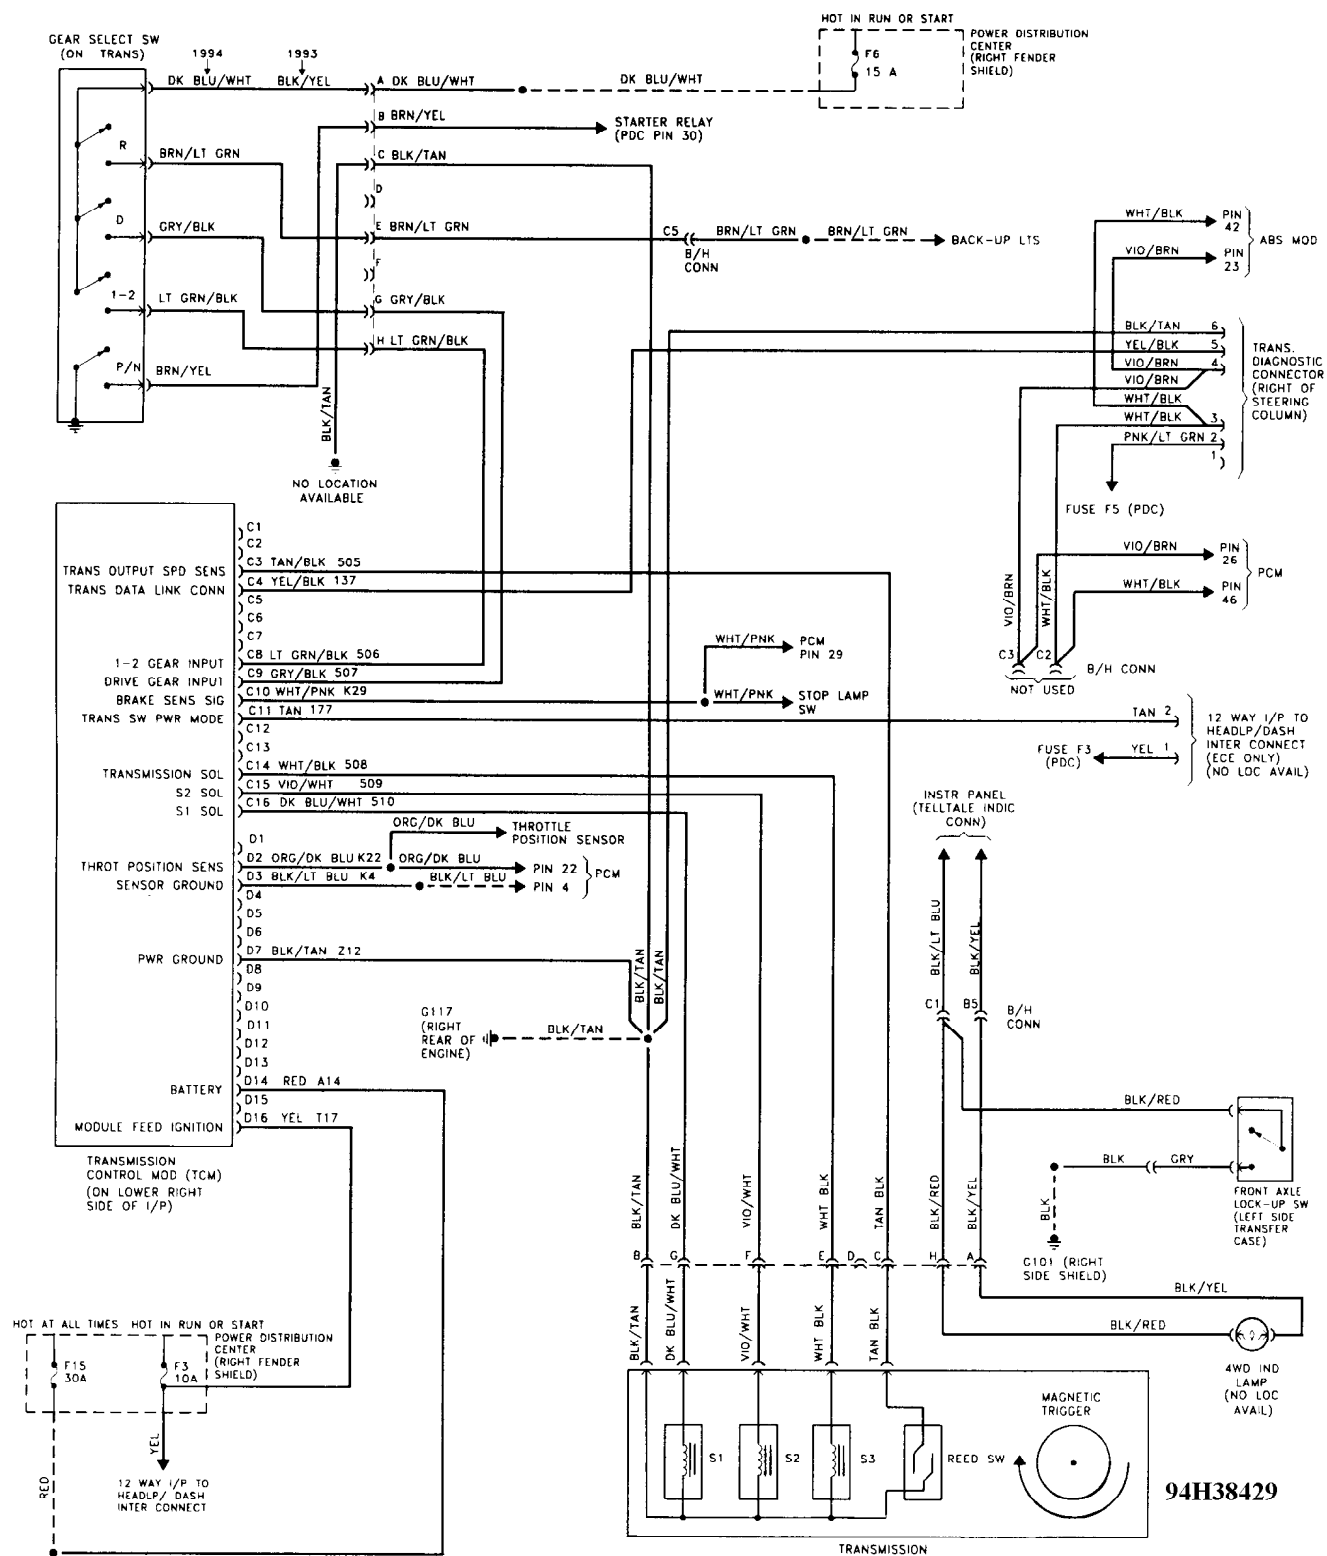 HOT IN RUN OR START
POWER DISTRIBUTION
CENTER
(RIGHT FENDER
SHIELD)
F6
15 A
GEAR SELECT SW
(ON TRANS)
1994
1993
DK BLU/WHT
BLK/YEL
A DK BLU/WHT
DK BLU/WHT
B BRN/YEL
STARTER RELAY
(PDC PIN 30)
R
BRN/LT GRN
C BLK/TAN
D
D
GRY/BLK
E BRN/LT GRN
C5
BRN/LT GRN
BRN/LT GRN
BACK-UP LTS
B/H
CONN
F
1-2
LT GRN/BLK
G GRY/BLK
H LT GRN/BLK
P/N
BRN/YEL
BLK/TAN
NO LOCATION
AVAILABLE
WHT/BLK
PIN
42
VIO/BRN
PIN
23
ABS MOD
BLK/TAN 6
YEL/BLK 5
VIO/BRN 4
VIO/BRN
WHT/BLK
WHT/BLK 3
PNK/LT GRN 2
1
TRANS.
DIAGNOSTIC
CONNECTOR
(RIGHT OF
STEERING
COLUMN)
FUSE F5 (PDC)
VIO/BRN
PIN
26
WHT/BLK
PIN
46
PCM
VIO/BRN
WHT/BLK
C3
C2
B/H CONN
NOT USED
C1
C2
TRANS OUTPUT SPD SENS
C3 TAN/BLK 505
TRANS DATA LINK CONN
C4 YEL/BLK 137
C5
C6
C7
1-2 GEAR INPUT
C8 LT GRN/BLK 506
DRIVE GEAR INPUT
C9 GRY/BLK 507
BRAKE SENS SIG
C10 WHT/PNK K29
TRANS SW PWR MODE
C11 TAN 177
C12
C13
TRANSMISSION SOL
C14 WHT/BLK 508
S2 SOL
C15 VIO/WHT 509
S1 SOL
C16 DK BLU/WHT 510
WHT/PNK
PCM
PIN 29
WHT/PNK
STOP LAMP
SW
TAN 2
YEL 1
FUSE F3
(PDC)
12 WAY I/P TO
HEADLP/DASH
INTER CONNECT
(ECE ONLY)
(NO LOC AVAIL)
D1
THROT POSITION SENS
D2 ORG/DK BLU K22
ORG/DK BLU
THROTTLE
POSITION SENSOR
ORG/DK BLU
PIN 22
SENSOR GROUND
D3 BLK/LT BLU K4
BLK/LT BLU
PIN 4
PCM
D4
D5
D6
PWR GROUND
D7 BLK/TAN Z12
D8
D9
D10
D11
D12
D13
BATTERY
D14 RED A14
D15
MODULE FEED IGNITION
D16 YEL T17
TRANSMISSION
CONTROL MOD (TCM)
(ON LOWER RIGHT
SIDE OF I/P)
BLK/TAN
BLK/TAN
G117
(RIGHT
REAR OF
ENGINE)
BLK/TAN
INSTR PANEL
(TELLTALE INDIC
CONN)
BLK/LT BLU
BLK/YEL
C1
B5
B/H
CONN
BLK/RED
BLK
GRY
BLK
G101 (RIGHT
SIDE SHIELD)
FRONT AXLE
LOCK-UP SW
(LEFT SIDE
TRANSFER
CASE)
BLK/TAN
DK BLU/WHT
VIO/WHT
WHT BLK
TAN BLK
BLK/RED
BLK/YEL
B
G
F
E
D
C
H
A
BLK/TAN
DK BLU/WHT
VIO/WHT
WHT BLK
TAN BLK
BLK/YEL
BLK/RED
4WD IND
LAMP
(NO LOC
AVAIL)
HOT AT ALL TIMES
HOT IN RUN OR START
POWER DISTRIBUTION
CENTER
(RIGHT FENDER
SHIELD)
F15
30A
F3
10A
RED
YEL
12 WAY I/P TO
HEADLP/ DASH
INTER CONNECT
S1
S2
S3
REED SW
MAGNETIC
TRIGGER
TRANSMISSION
94H38429